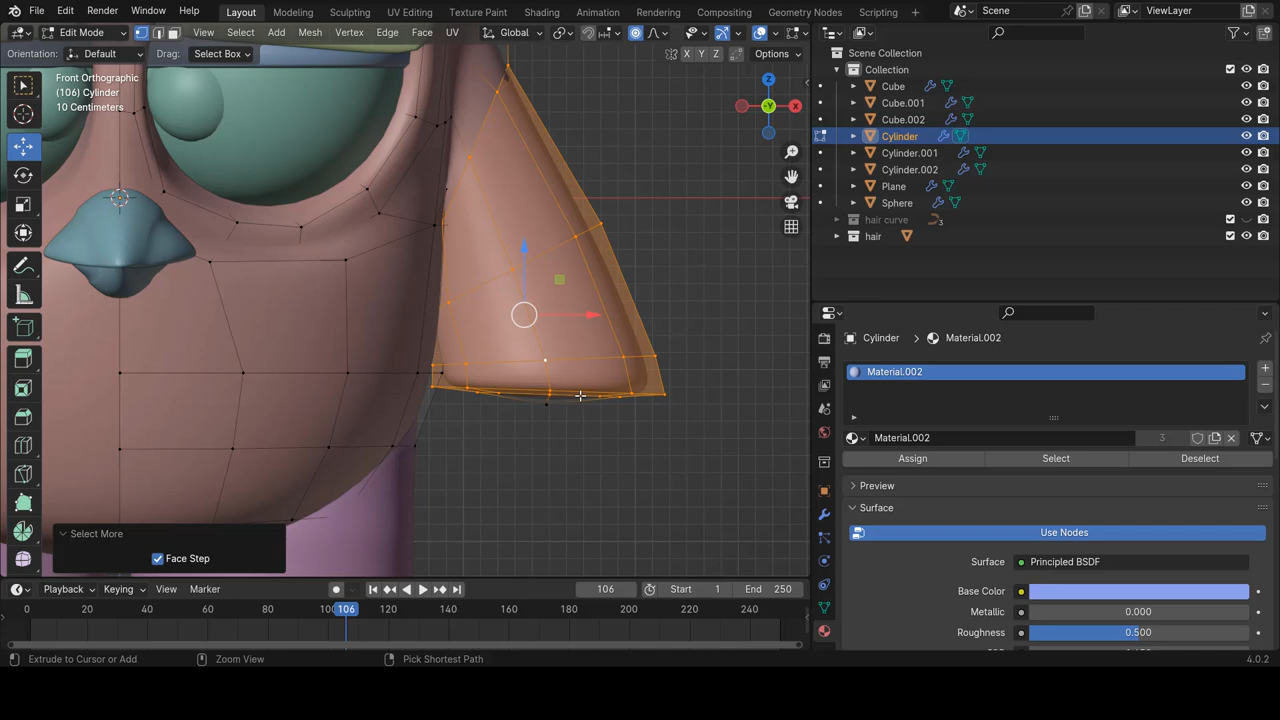 File Edit Render Window Help Layout Modeling Sculpting UV Editing Texture Paint Shading Animation Rendering Compositing Geometry Nodes Scripting Scene ViewLayer
Edit Mode View Select Add Mesh Vertex Edge Face UV Global
Orientation: Default Drag: Select Box X Y Z Options
Front Orthographic
(106) Cylinder
10 Centimeters
Z
X
-Y
Select More
Face Step
Scene Collection
Collection
Cube
Cube.001
Cube.002
Cylinder
Cylinder.001
Cylinder.002
Plane
Sphere
hair curve 3
hair
Cylinder Material.002
Material.002
Material.002 3
Assign Select Deselect
Preview
Surface
Use Nodes
Surface: Principled BSDF
Base Color
Metallic 0.000
Roughness 0.500
Playback Keying View Marker 106 Start 1 End 250
0 20 40 60 80 106 120 140 160 180 200 220 240
Extrude to Cursor or Add Zoom View Pick Shortest Path 4.0.2